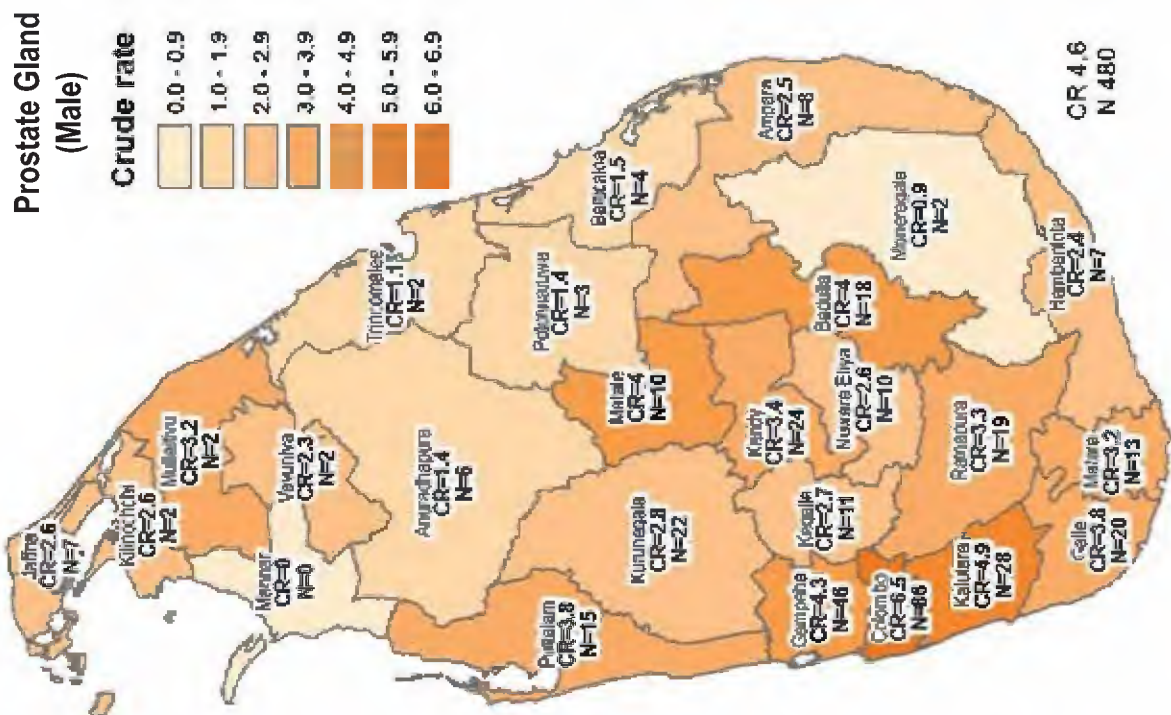 Prostate Gland
(Male)
Crude rate
0.0 - 0.9
1.0 - 1.9
2.0 - 2.9
3.0 - 3.9
4.0 - 4.9
5.0 - 5.9
6.0 - 6.9
Jaffna
CR=2.6
N=7
Kilinochchi
CR=2.6
N=2
Mullaitivu
CR=3.2
N=2
Mannar
CR=0
N=0
Vavuniya
CR=2.3
N=2
Anuradhapura
CR=1.4
N=6
Trincomalee
CR=1.1
N=2
Puttalam
CR=3.8
N=15
Kurunegala
CR=2.8
N=22
Matale
CR=4
N=10
Polonnaruwa
CR=1.4
N=3
Batticaloa
CR=1.5
N=4
Gampaha
CR=4.3
N=46
Kegalle
CR=2.7
N=11
Kandy
CR=3.4
N=24
Nuwara Eliya
CR=2.6
N=10
Badulla
CR=4
N=18
Ampara
CR=2.5
N=8
Colombo
CR=6.5
N=86
Kalutara
CR=4.9
N=28
Ratnapura
CR=3.3
N=19
Moneragala
CR=0.9
N=2
Galle
CR=3.8
N=20
Matara
CR=3.2
N=13
Hambantota
CR=2.4
N=7
CR 4.6
N 480